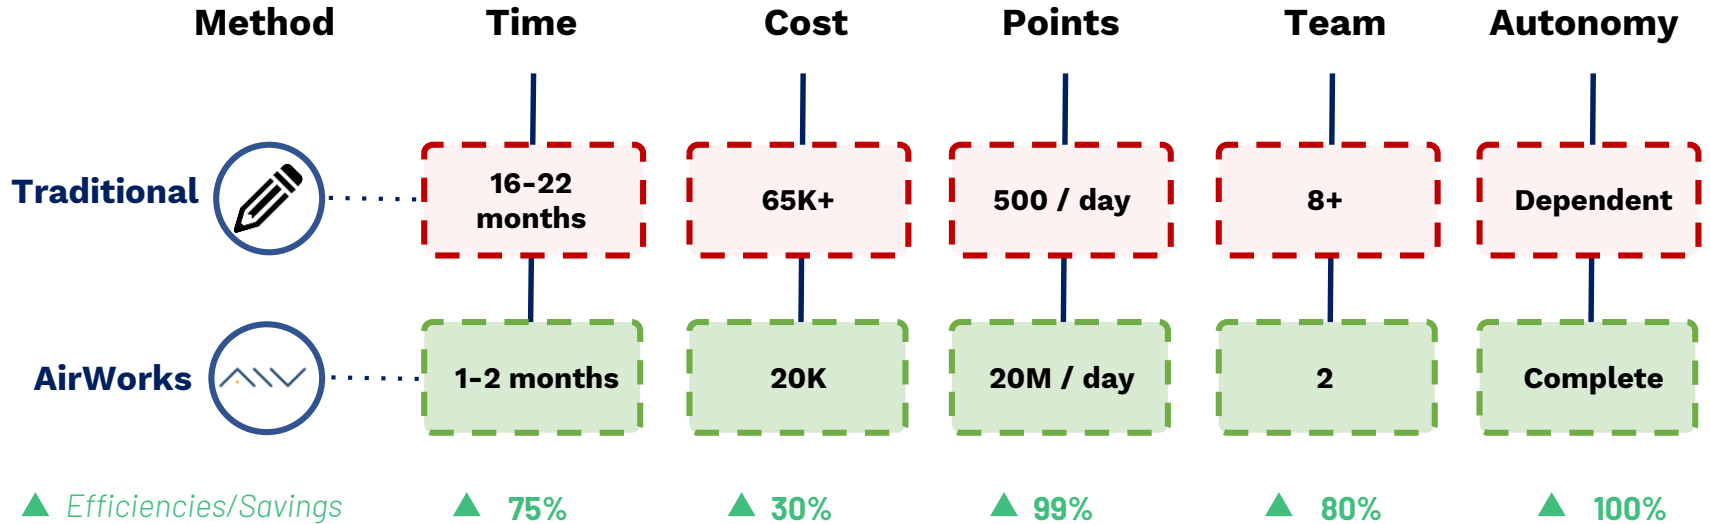 Method Time Cost Points Team Autonomy
Traditional
16-22
months
65K+
500 / day
8+
Dependent
AirWorks
1-2 months
20K
20M / day
2
Complete
Efficiencies/Savings 75% 30% 99% 80% 100%